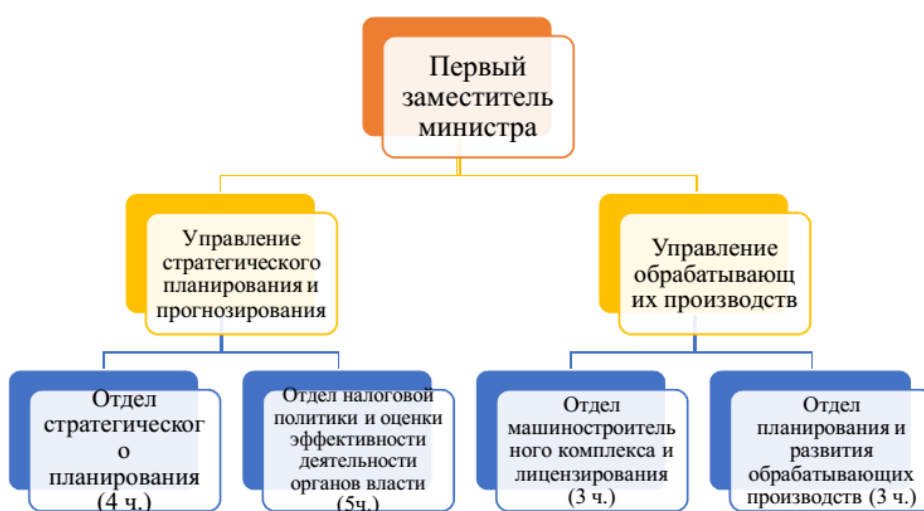 Первый
заместитель
министра
Управление
стратегического
планирования и
прогнозирования
Управление
обрабатывающ
их производств
Отдел
стратегическог
о
планирования
(4 ч.)
Отдел налоговой
политики и оценки
эффективности
деятельности
органов власти
(5ч.)
Отдел
машиностроитель
ного комплекса и
лицензирования
(3 ч.)
Отдел
планирования и
развития
обрабатывающих
производств (3 ч.)